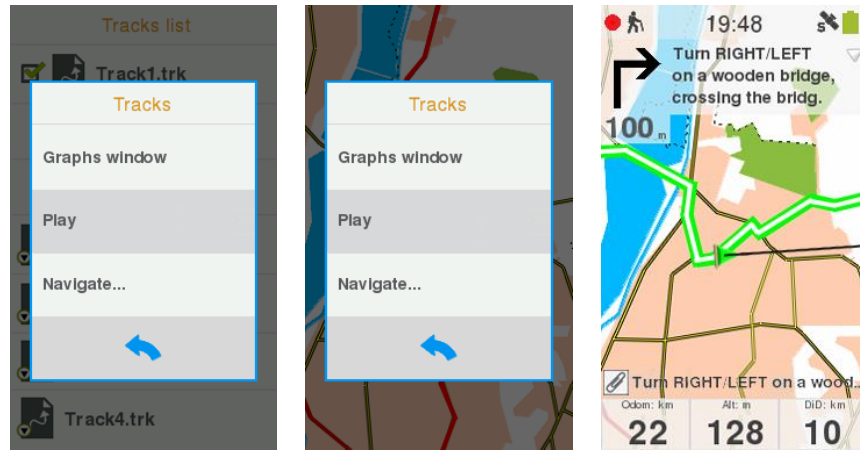 Tracks list
Track1.trk
Tracks
Graphs window
Play
Navigate...
Track4.trk
Tracks
Graphs window
Play
Navigate...
19:48
S
Turn RIGHT/LEFT
on a wooden bridge,
crossing the bridg.
100 m
Turn RIGHT/LEFT on a wood..
Odom: km
Alt: m
DiD: km
22
128
10